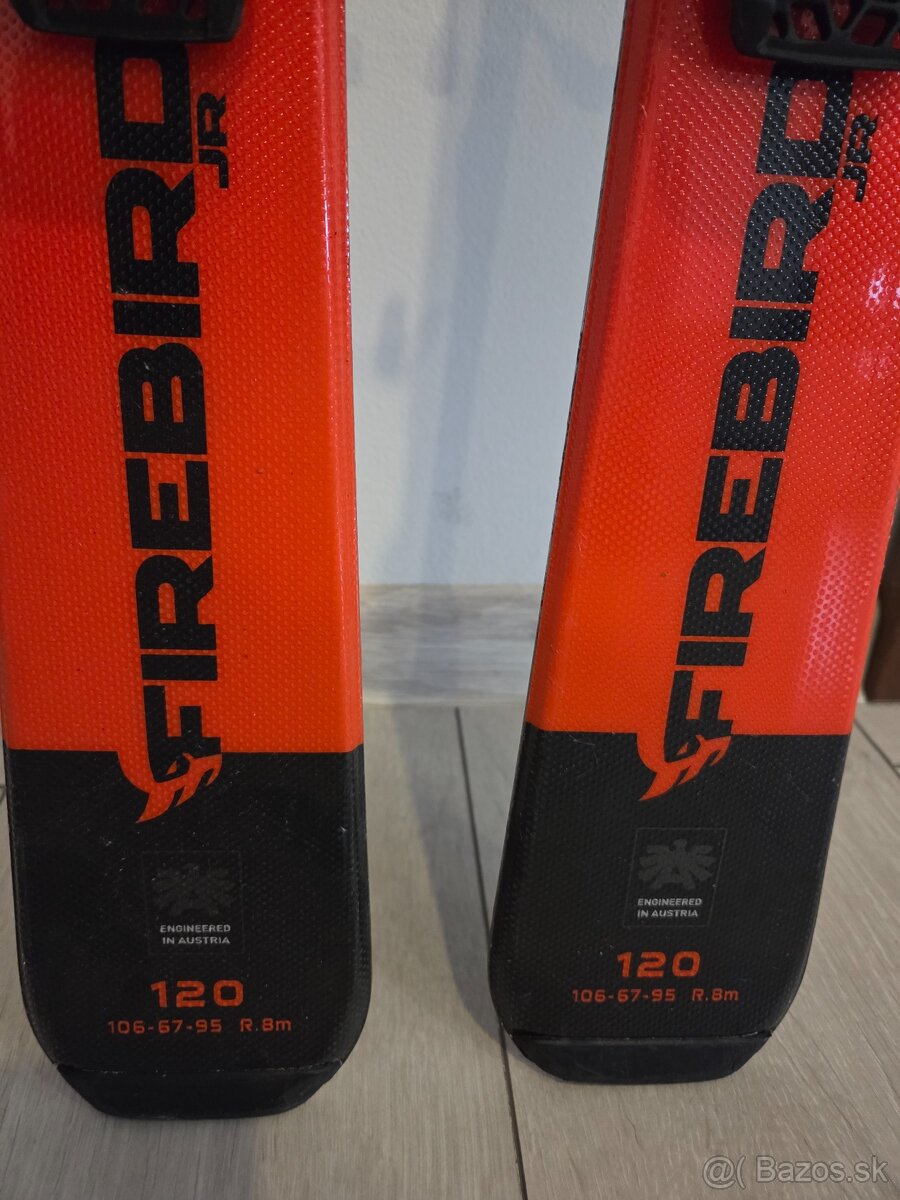 FIREBIRD JR
ENGINEERED
IN AUSTRIA
120
106-67-95 R.8m
FIREBIRD JR
ENGINEERED
IN AUSTRIA
120
106-67-95 R.8m
@( Bazos.sk